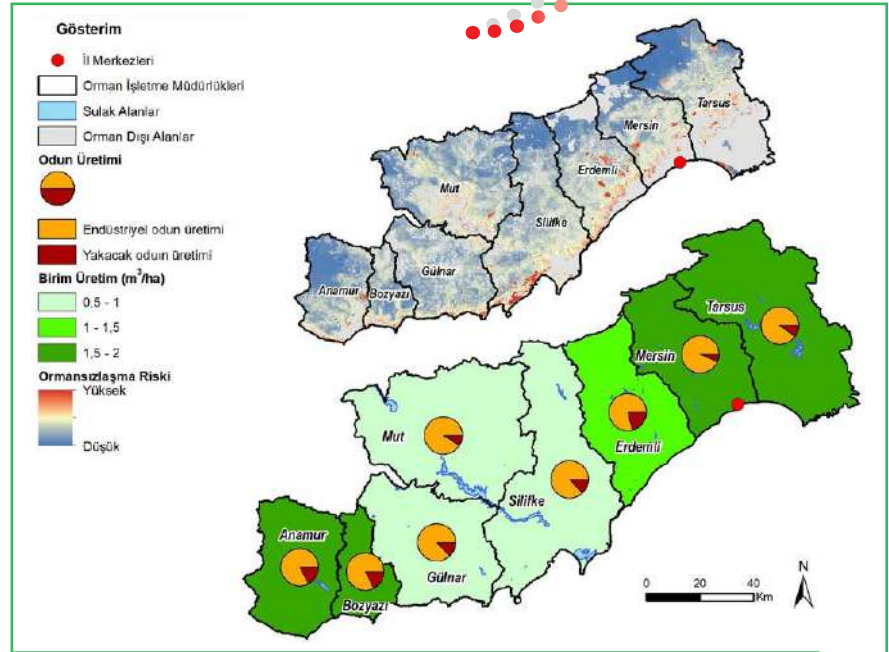 Gösterim
İl Merkezleri
Orman İşletme Müdürlükleri
Sulak Alanlar
Orman Dışı Alanlar
Odun Üretimi
Endüstriyel odun üretimi
Yakacak oduın üretimi
Birim Üretim (m³/ha)
0.5 - 1
1 - 1,5
1,5 - 2
Ormansızlaşma Riski
Yüksek
Düşük
Tarsus
Mersin
Erdemli
Mut
Silifke
Gülnar
Anamur
Bozyazı
Tarsus
Mersin
Erdemli
Mut
Silifke
Anamur
Gülnar
Bozyazı
N
0 20 40
Km